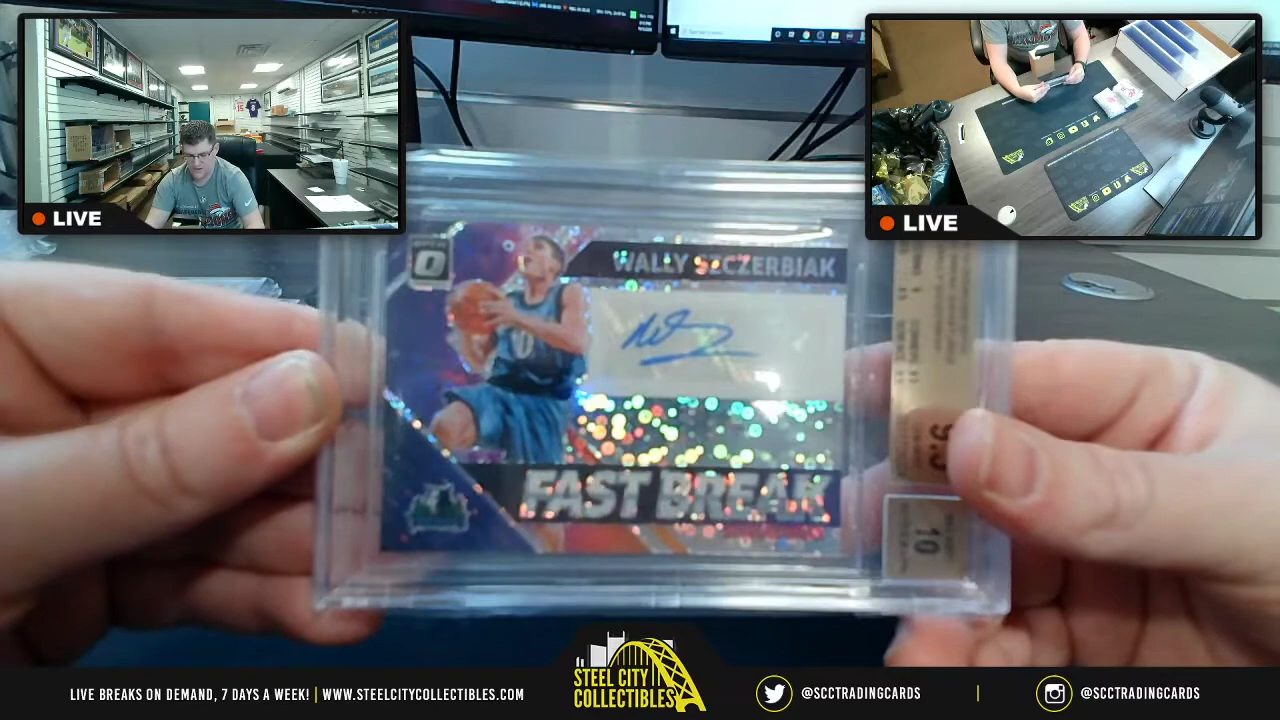 LIVE
LIVE
WALLY SZCZERBIAK
FAST BREAK
10
LIVE BREAKS ON DEMAND, 7 DAYS A WEEK! | WWW.STEELCITYCOLLECTIBLES.COM
STEEL CITY
COLLECTIBLES
@SCCTRADINGCARDS
@SCCTRADINGCARDS